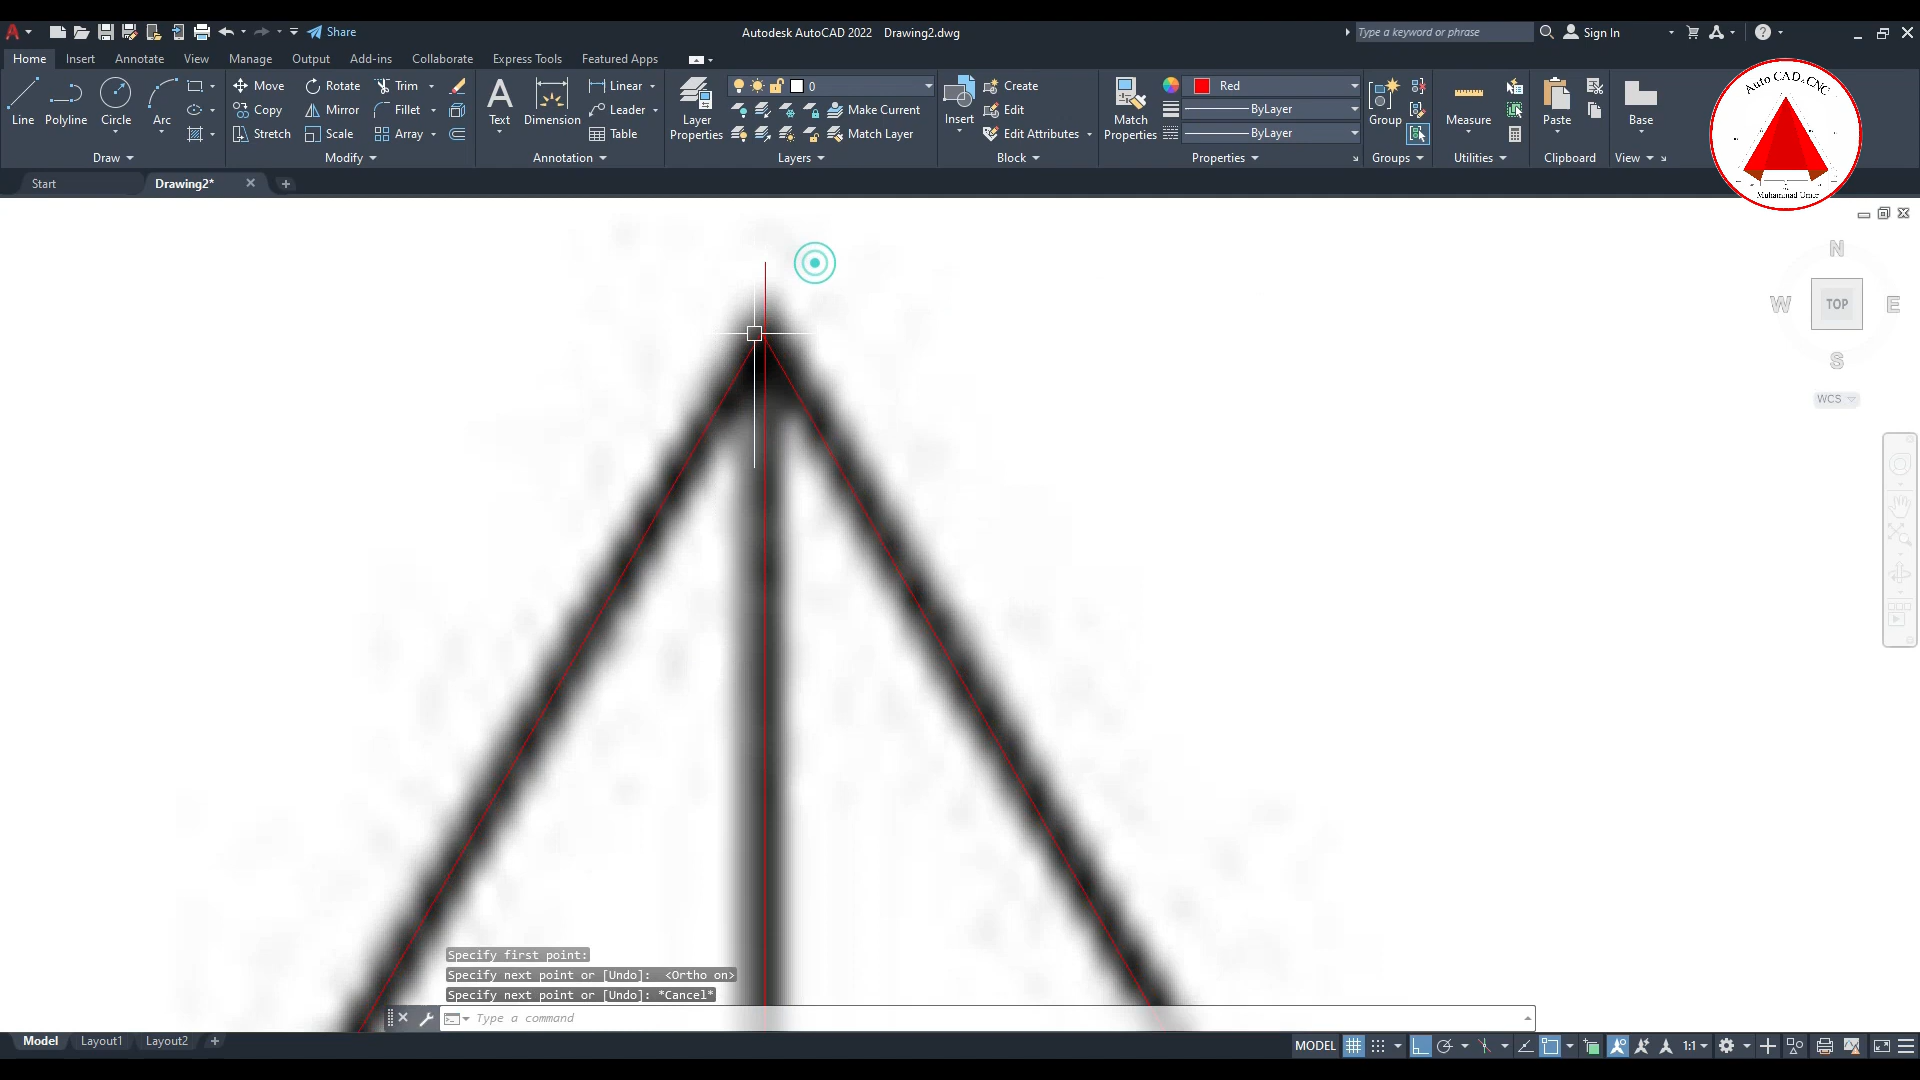 Share
Autodesk AutoCAD 2022 Drawing2.dwg
Type a keyword or phrase
Sign In
Home Insert Annotate View Manage Output Add-ins Collaborate Express Tools Featured Apps
Line Polyline Circle Arc
Move Rotate Trim
Copy Mirror Fillet
Stretch Scale Array
Text Dimension
Linear
Leader
Table
Layer Properties
0
Make Current
Match Layer
Insert
Create
Edit
Edit Attributes
Match Properties
Red
ByLayer
ByLayer
Group
Measure
Paste
Base
Draw Modify Annotation Layers Block Properties Groups Utilities Clipboard View
Auto CAD & CNC
Muhammad Umer
Start Drawing2*
N
W TOP E
S
WCS
Specify first point:
Specify next point or [Undo]: <Ortho on>
Specify next point or [Undo]: *Cancel*
Type a command
Model Layout1 Layout2
MODEL 1:1